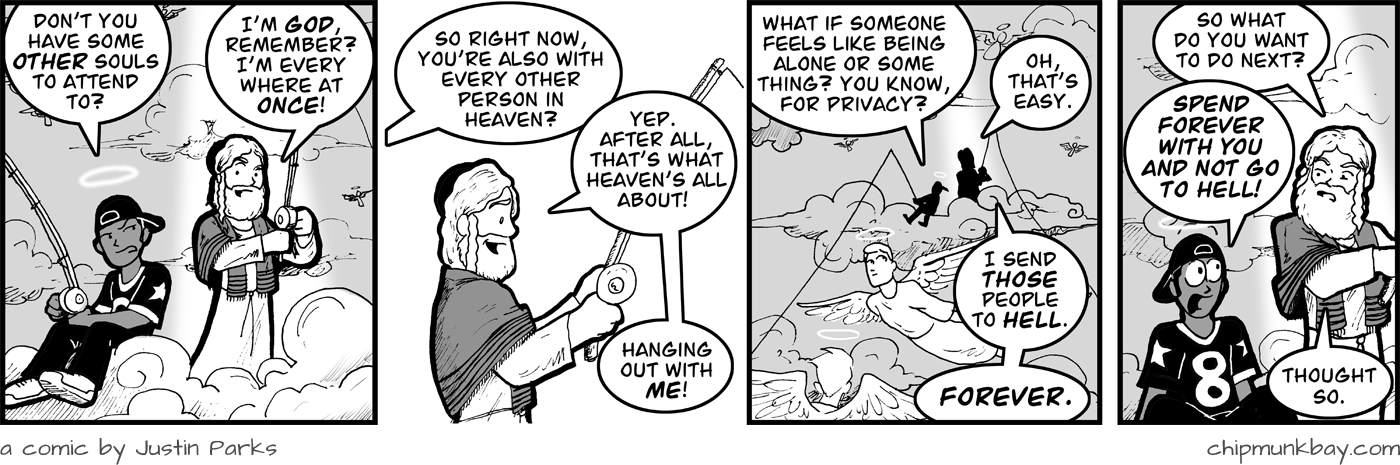 DON'T YOU
HAVE SOME
OTHER SOULS
TO ATTEND
TO?
I'M GOD,
REMEMBER?
I'M EVERY
WHERE AT
ONCE!
SO RIGHT NOW,
YOU'RE ALSO WITH
EVERY OTHER
PERSON IN
HEAVEN?
YEP.
AFTER ALL,
THAT'S WHAT
HEAVEN'S ALL
ABOUT!
HANGING
OUT WITH
ME!
WHAT IF SOMEONE
FEELS LIKE BEING
ALONE OR SOME
THING? YOU KNOW,
FOR PRIVACY?
OH,
THAT'S
EASY.
I SEND
THOSE
PEOPLE
TO HELL.
FOREVER.
SO WHAT
DO YOU WANT
TO DO NEXT?
SPEND
FOREVER
WITH YOU
AND NOT GO
TO HELL!
8
THOUGHT
SO.
a comic by Justin Parks
chipmunkbay.com